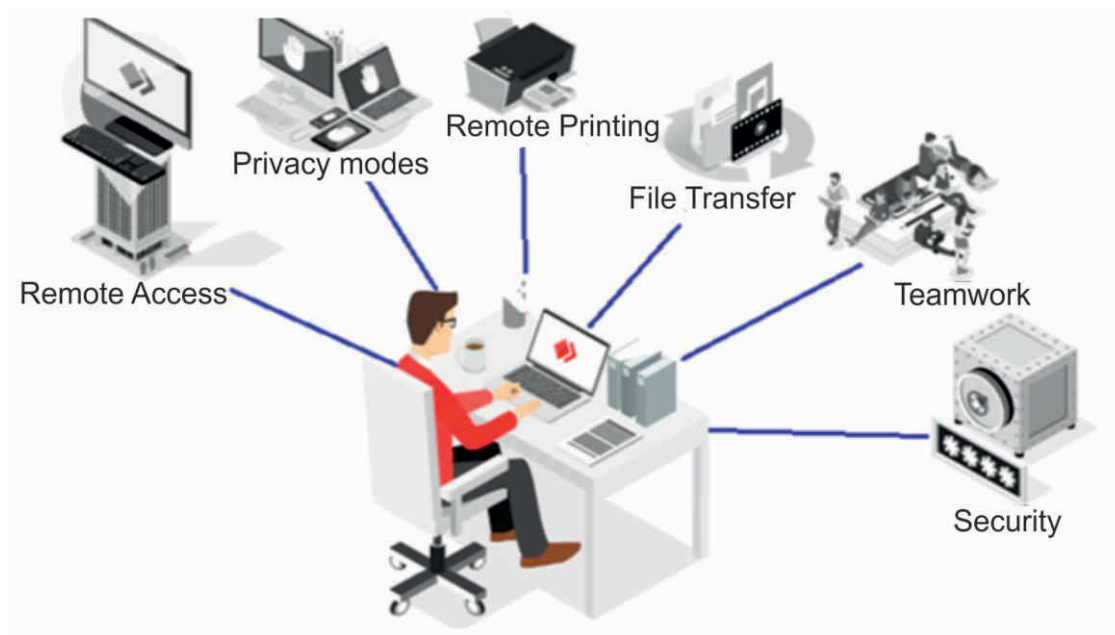 Remote Printing
Privacy modes
File Transfer
Remote Access
Teamwork
****
Security